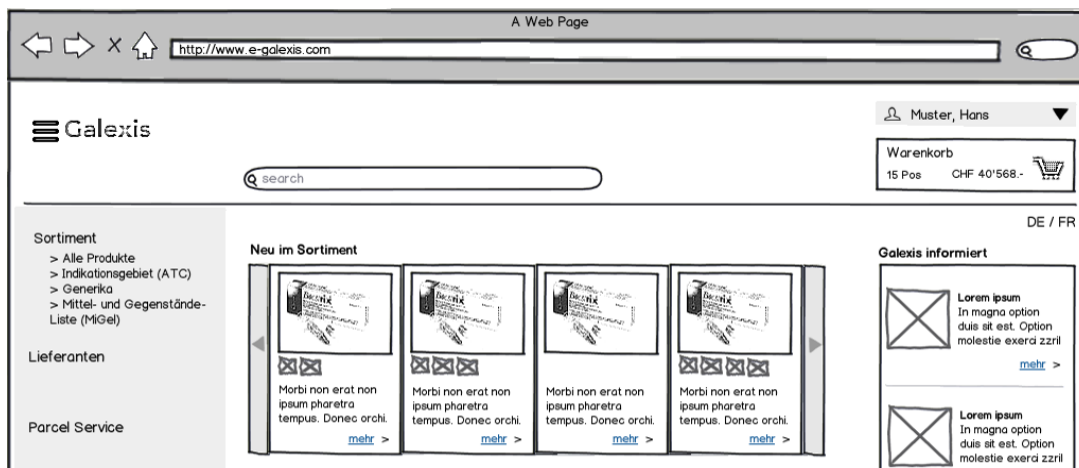 A Web Page
http://www.e-galexis.com
Galexis
Muster, Hans
Warenkorb
15 Pos CHF 40'568.-
search
DE / FR
Sortiment
> Alle Produkte
> Indikationsgebiet (ATC)
> Generika
> Mittel- und Gegenstände-
Liste (MiGel)
Lieferanten
Parcel Service
Neu im Sortiment
Morbi non erat non
ipsum pharetra
tempus. Donec orchi.
mehr >
Morbi non erat non
ipsum pharetra
tempus. Donec orchi.
mehr >
Morbi non erat non
ipsum pharetra
tempus. Donec orchi.
mehr >
Morbi non erat non
ipsum pharetra
tempus. Donec orchi.
mehr >
Galexis informiert
Lorem ipsum
In magna option
duis sit est. Option
molestie exerci zzril
mehr >
Lorem ipsum
In magna option
duis sit est. Option
molestie exerci zzril